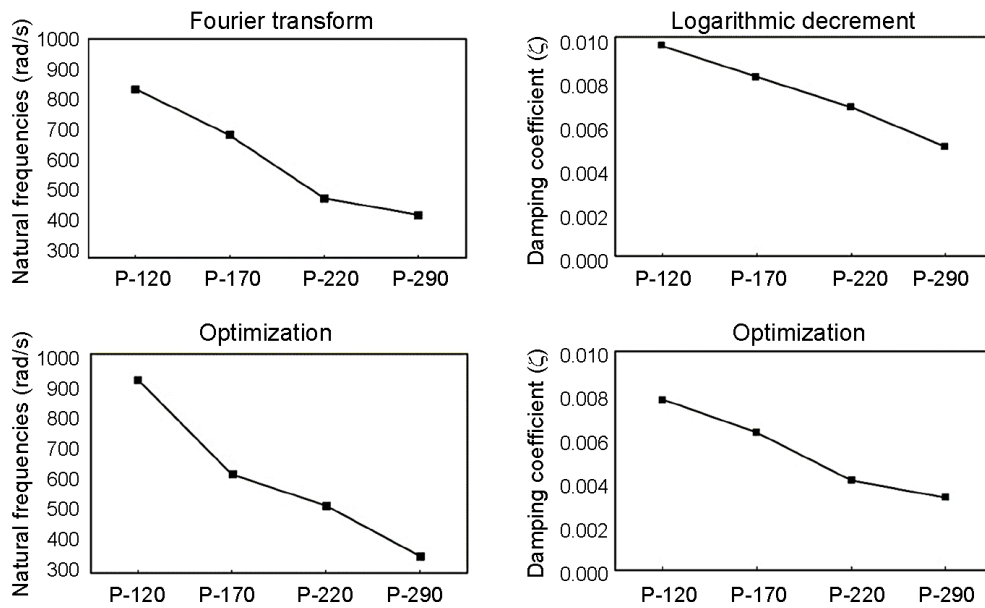 Fourier transform
Natural frequencies (rad/s)
1000
900
800
700
600
500
400
300
P-120 P-170 P-220 P-290
Logarithmic decrement
Damping coefficient (ζ)
0.010
0.008
0.006
0.004
0.002
0.000
P-120 P-170 P-220 P-290
Optimization
Natural frequencies (rad/s)
1000
900
800
700
600
500
400
300
P-120 P-170 P-220 P-290
Optimization
Damping coefficient (ζ)
0.010
0.008
0.006
0.004
0.002
0.000
P-120 P-170 P-220 P-290